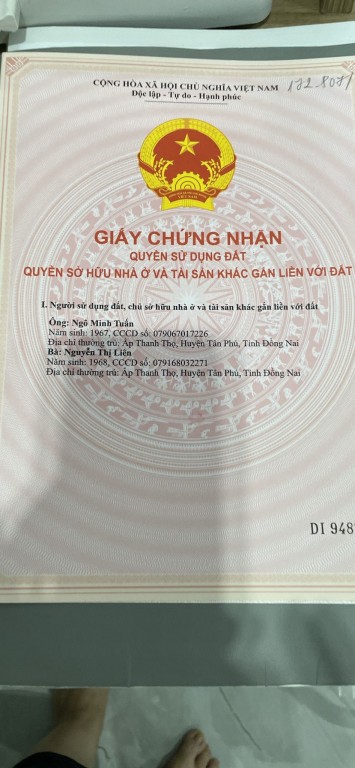 CỘNG HÒA XÃ HỘI CHỦ NGHĨA VIỆT NAM
Độc lập - Tự do - Hạnh phúc
GIẤY CHỨNG NHẬN
QUYỀN SỬ DỤNG ĐẤT
QUYỀN SỞ HỮU NHÀ Ở VÀ TÀI SẢN KHÁC GẮN LIỀN VỚI ĐẤT
I. Người sử dụng đất, chủ sở hữu nhà ở và tài sản khác gắn liền với đất
Ông: Ngô Minh Tuấn
Năm sinh: 1967, CCCD số: 079067017226
Địa chỉ thường trú: Ấp Thanh Thọ, Huyện Tân Phú, Tỉnh Đồng Nai
Bà: Nguyễn Thị Liên
Năm sinh: 1968, CCCD số: 079168032271
Địa chỉ thường trú: Ấp Thanh Thọ, Huyện Tân Phú, Tỉnh Đồng Nai
DI 948